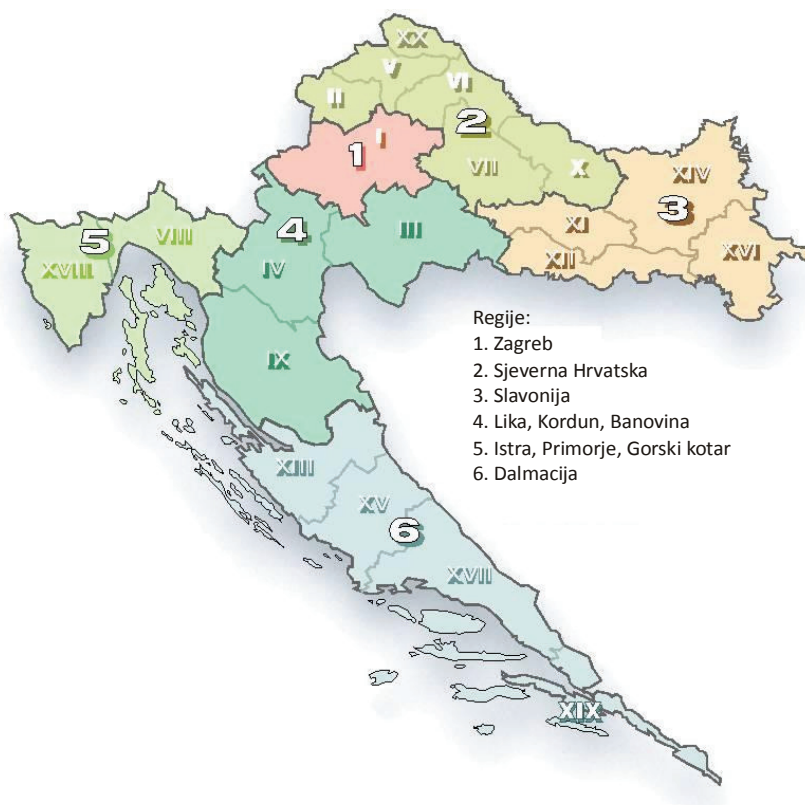 XX
V
VI
II
I
1
2
VII
X
XIV
3
XI
XII
XVI
VIII
5
XVIII
4
III
IV
IX
Regije:
1. Zagreb
2. Sjeverna Hrvatska
3. Slavonija
4. Lika, Kordun, Banovina
5. Istra, Primorje, Gorski kotar
6. Dalmacija
XIII
XV
6
XVII
XIX